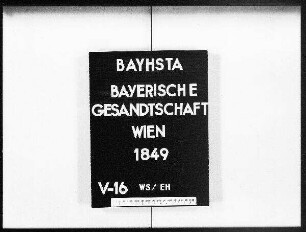 BAYHSTA
BAYERISCHE
GESANDTSCHAFT
WIEN
1849
V-16 WS/EH